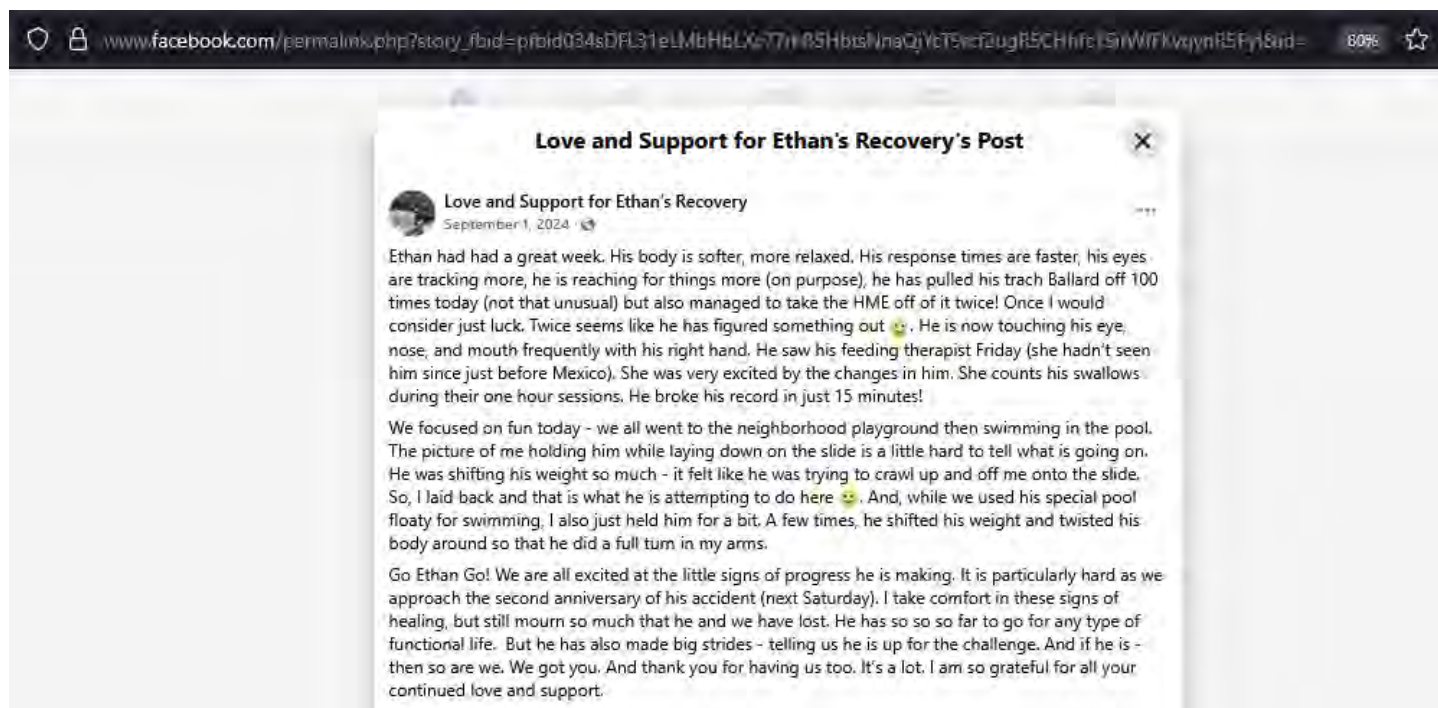 www.facebook.com/permalink.php?story_fbid=
80%
Love and Support for Ethan's Recovery's Post
Love and Support for Ethan's Recovery
September 1, 2024
Ethan had had a great week. His body is softer, more relaxed. His response times are faster, his eyes
are tracking more, he is reaching for things more (on purpose), he has pulled his trach Ballard off 100
times today (not that unusual) but also managed to take the HME off of it twice! Once I would
consider just luck. Twice seems like he has figured something out 🙂. He is now touching his eye,
nose, and mouth frequently with his right hand. He saw his feeding therapist Friday (she hadn't seen
him since just before Mexico). She was very excited by the changes in him. She counts his swallows
during their one hour sessions. He broke his record in just 15 minutes!
We focused on fun today - we all went to the neighborhood playground then swimming in the pool.
The picture of me holding him while laying down on the slide is a little hard to tell what is going on.
He was shifting his weight so much - it felt like he was trying to crawl up and off me onto the slide.
So, I laid back and that is what he is attempting to do here 🙂. And, while we used his special pool
floaty for swimming, I also just held him for a bit. A few times, he shifted his weight and twisted his
body around so that he did a full turn in my arms.
Go Ethan Go! We are all excited at the little signs of progress he is making. It is particularly hard as we
approach the second anniversary of his accident (next Saturday). I take comfort in these signs of
healing, but still mourn so much that he and we have lost. He has so so so far to go for any type of
functional life. But he has also made big strides - telling us he is up for the challenge. And if he is -
then so are we. We got you. And thank you for having us too. It's a lot. I am so grateful for all your
continued love and support.